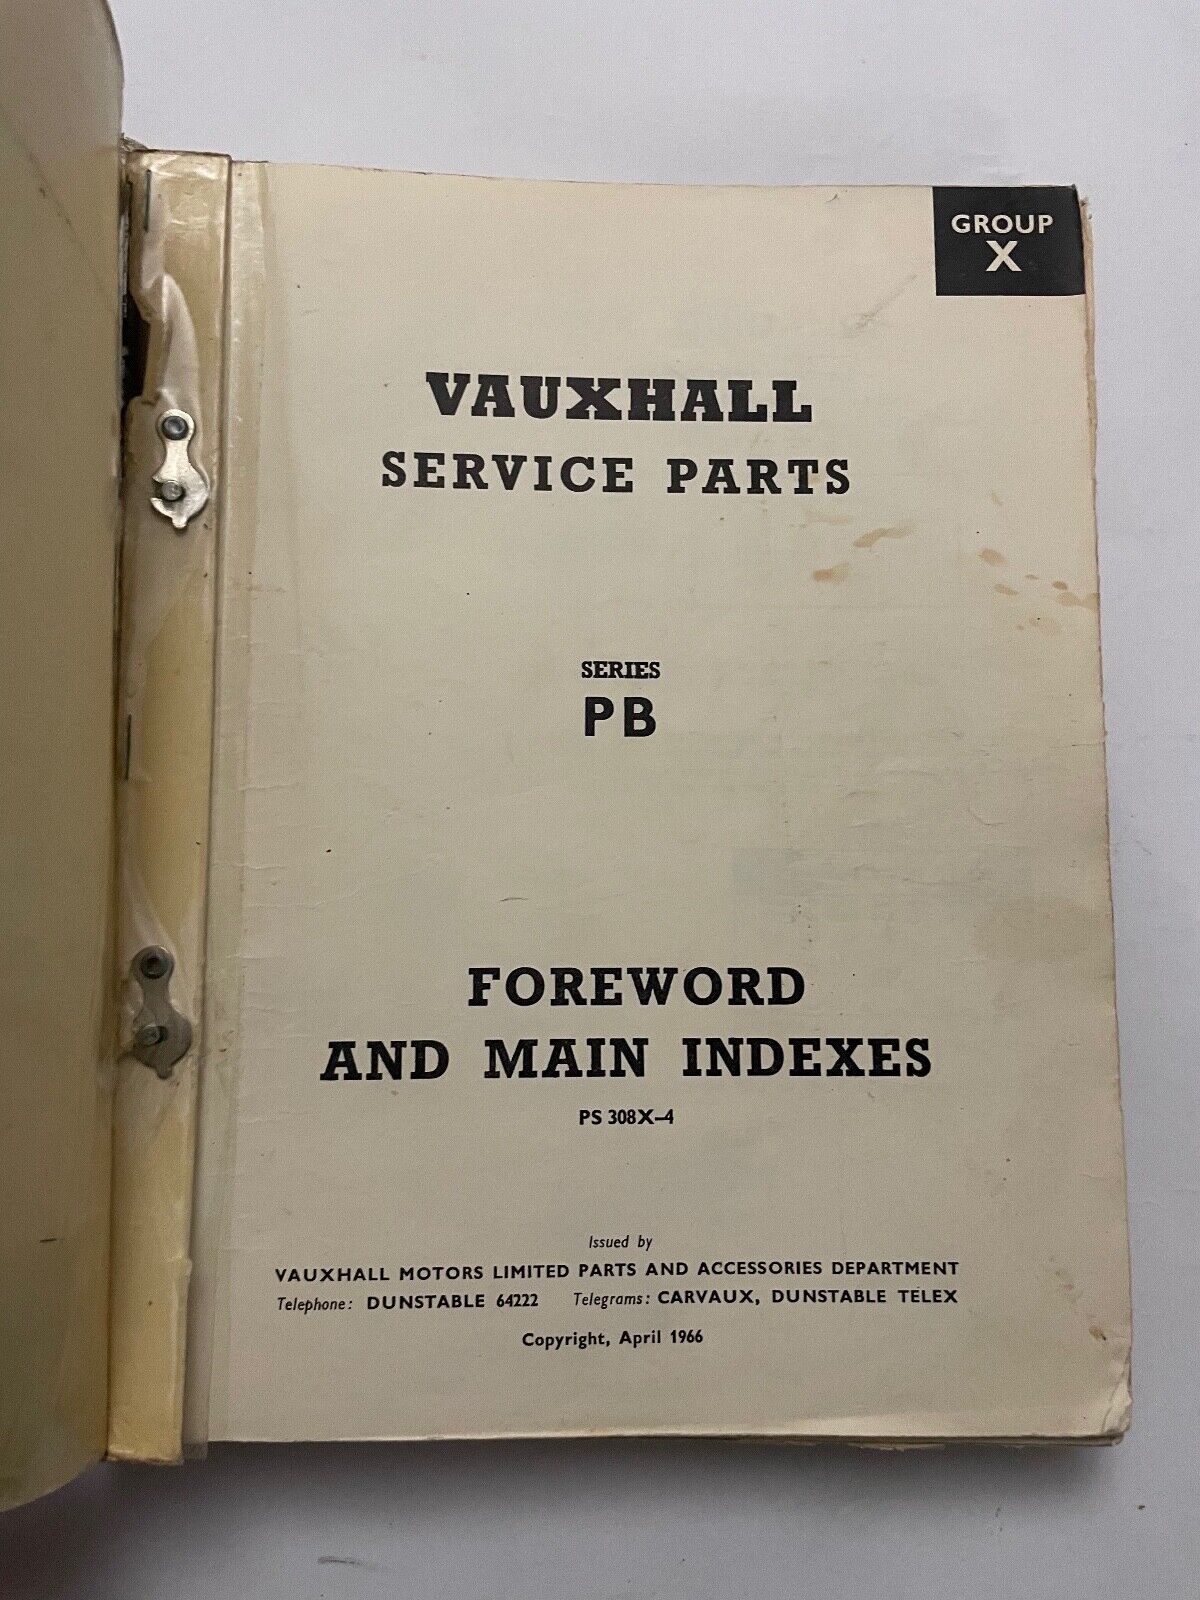 GROUP
X
VAUXHALL
SERVICE PARTS
SERIES
PB
FOREWORD
AND MAIN INDEXES
PS 308X–4
Issued by
VAUXHALL MOTORS LIMITED PARTS AND ACCESSORIES DEPARTMENT
Telephone: DUNSTABLE 64222 Telegrams: CARVAUX, DUNSTABLE TELEX
Copyright, April 1966